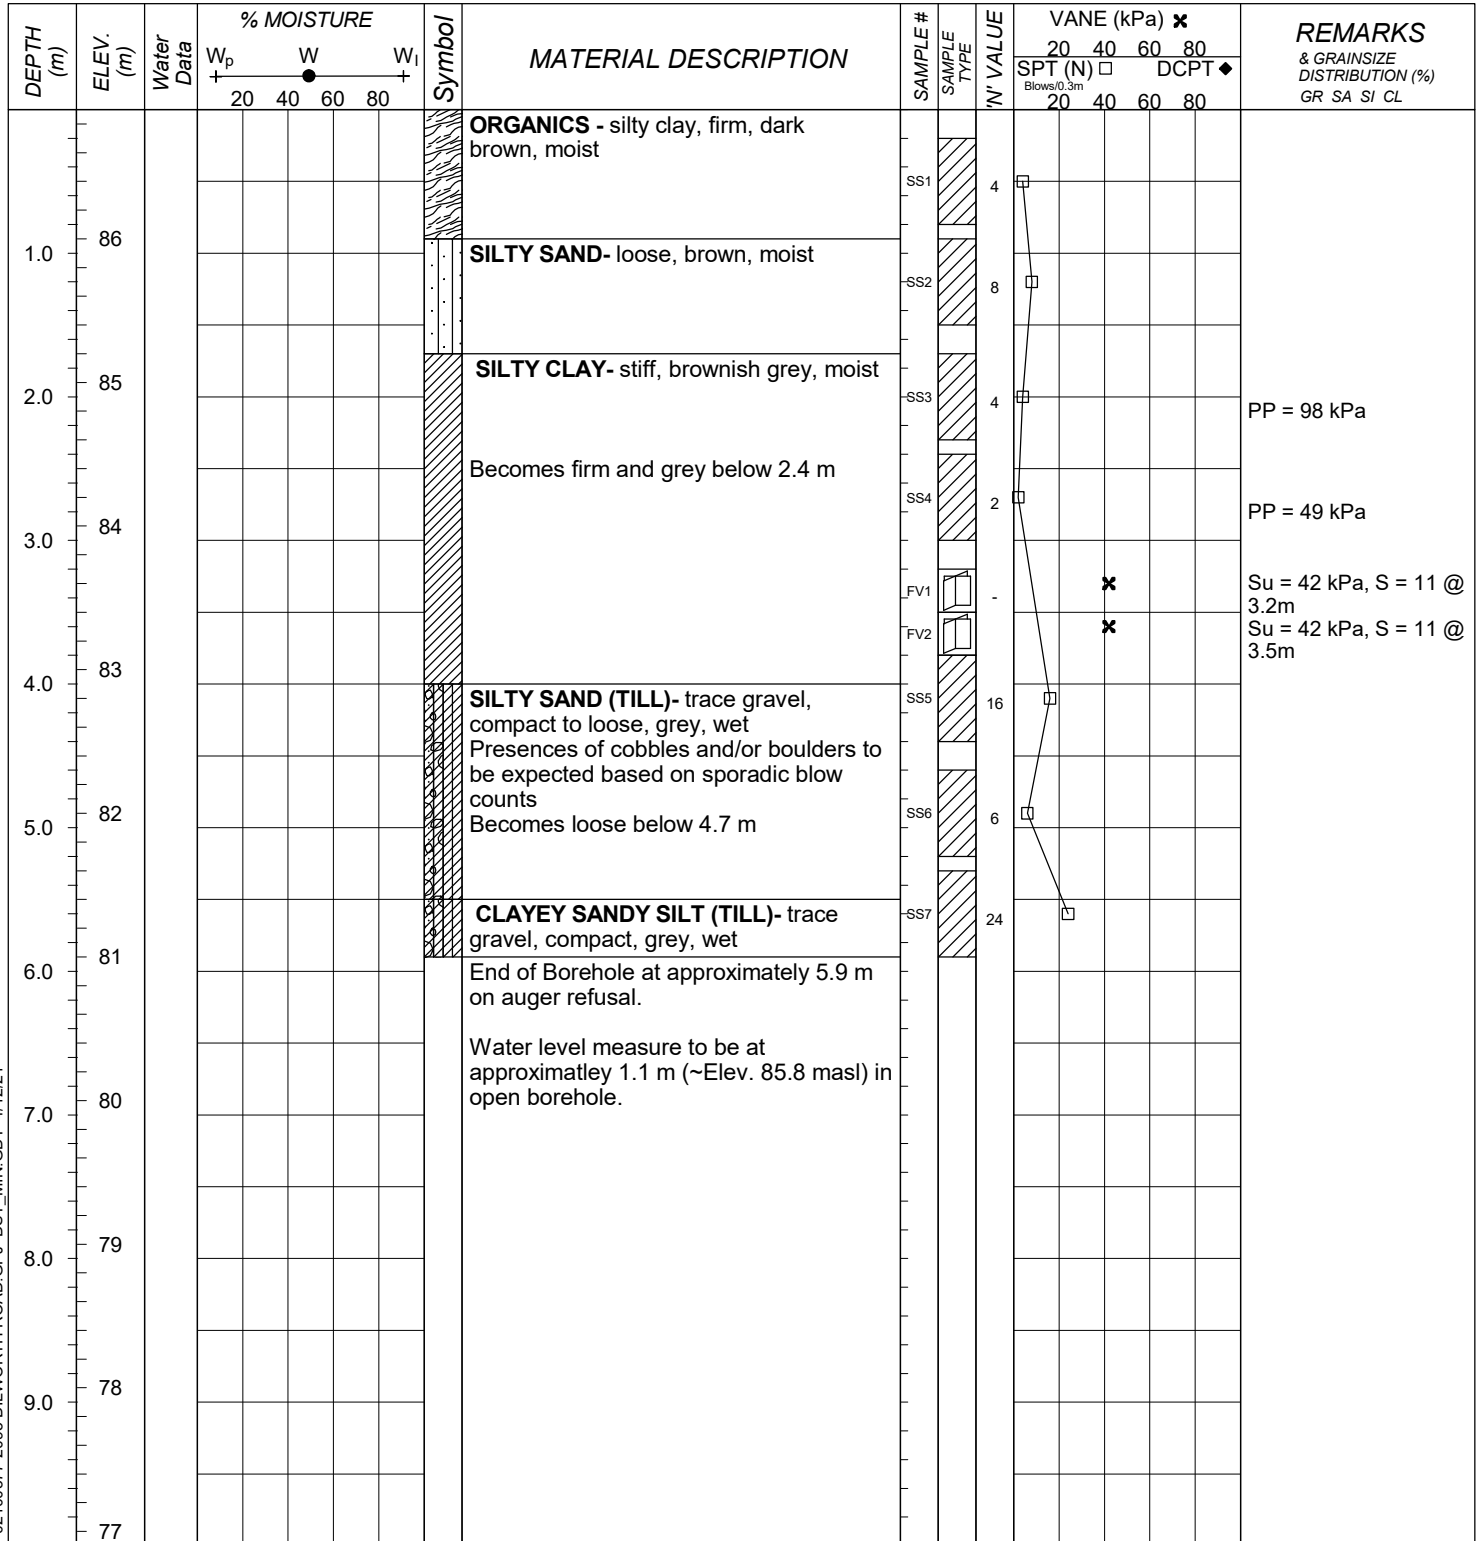 DEPTH (m)
ELEV. (m)
Water Data
% MOISTURE
Wp W Wl
20 40 60 80
Symbol
MATERIAL DESCRIPTION
SAMPLE #
SAMPLE TYPE
'N' VALUE
VANE (kPa) ✖
20 40 60 80
SPT (N) □ DCPT ◆
Blows/0.3m
20 40 60 80
REMARKS
& GRAINSIZE
DISTRIBUTION (%)
GR SA SI CL
ORGANICS - silty clay, firm, dark
brown, moist
SS1 4
86
1.0
SILTY SAND- loose, brown, moist
SS2 8
SILTY CLAY- stiff, brownish grey, moist
85
2.0
SS3 4
PP = 98 kPa
Becomes firm and grey below 2.4 m
SS4 2
PP = 49 kPa
84
3.0
FV1 -
Su = 42 kPa, S = 11 @
3.2m
FV2
Su = 42 kPa, S = 11 @
3.5m
83
4.0
SILTY SAND (TILL)- trace gravel,
compact to loose, grey, wet
SS5 16
Presences of cobbles and/or boulders to
be expected based on sporadic blow
counts
82
5.0
SS6 6
Becomes loose below 4.7 m
CLAYEY SANDY SILT (TILL)- trace
gravel, compact, grey, wet
SS7 24
81
6.0
End of Borehole at approximately 5.9 m
on auger refusal.
Water level measure to be at
approximatley 1.1 m (~Elev. 85.8 masl) in
open borehole.
80
7.0
79
8.0
78
9.0
77